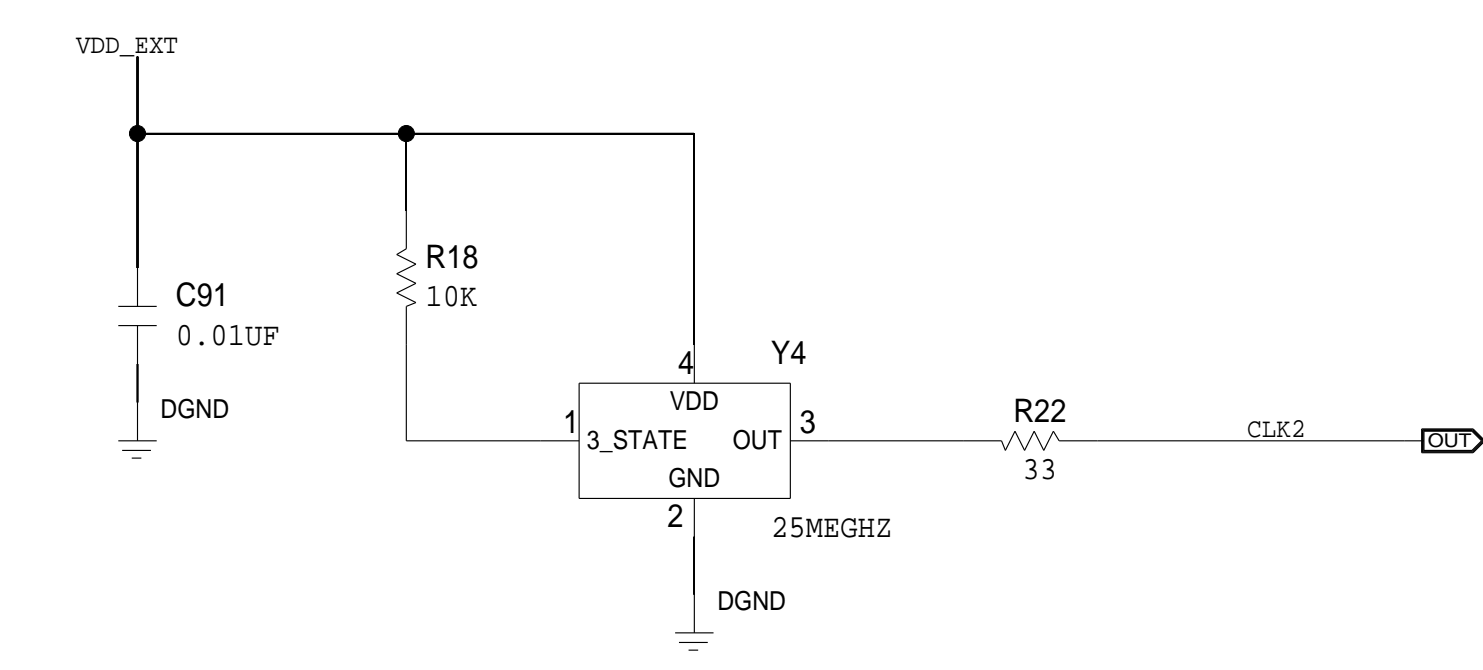 VDD_EXT
R18
10K
C91
0.01UF
DGND
Y4
4
VDD
1
3_STATE
OUT
3
GND
2
25MEGHZ
DGND
R22
33
CLK2
OUT